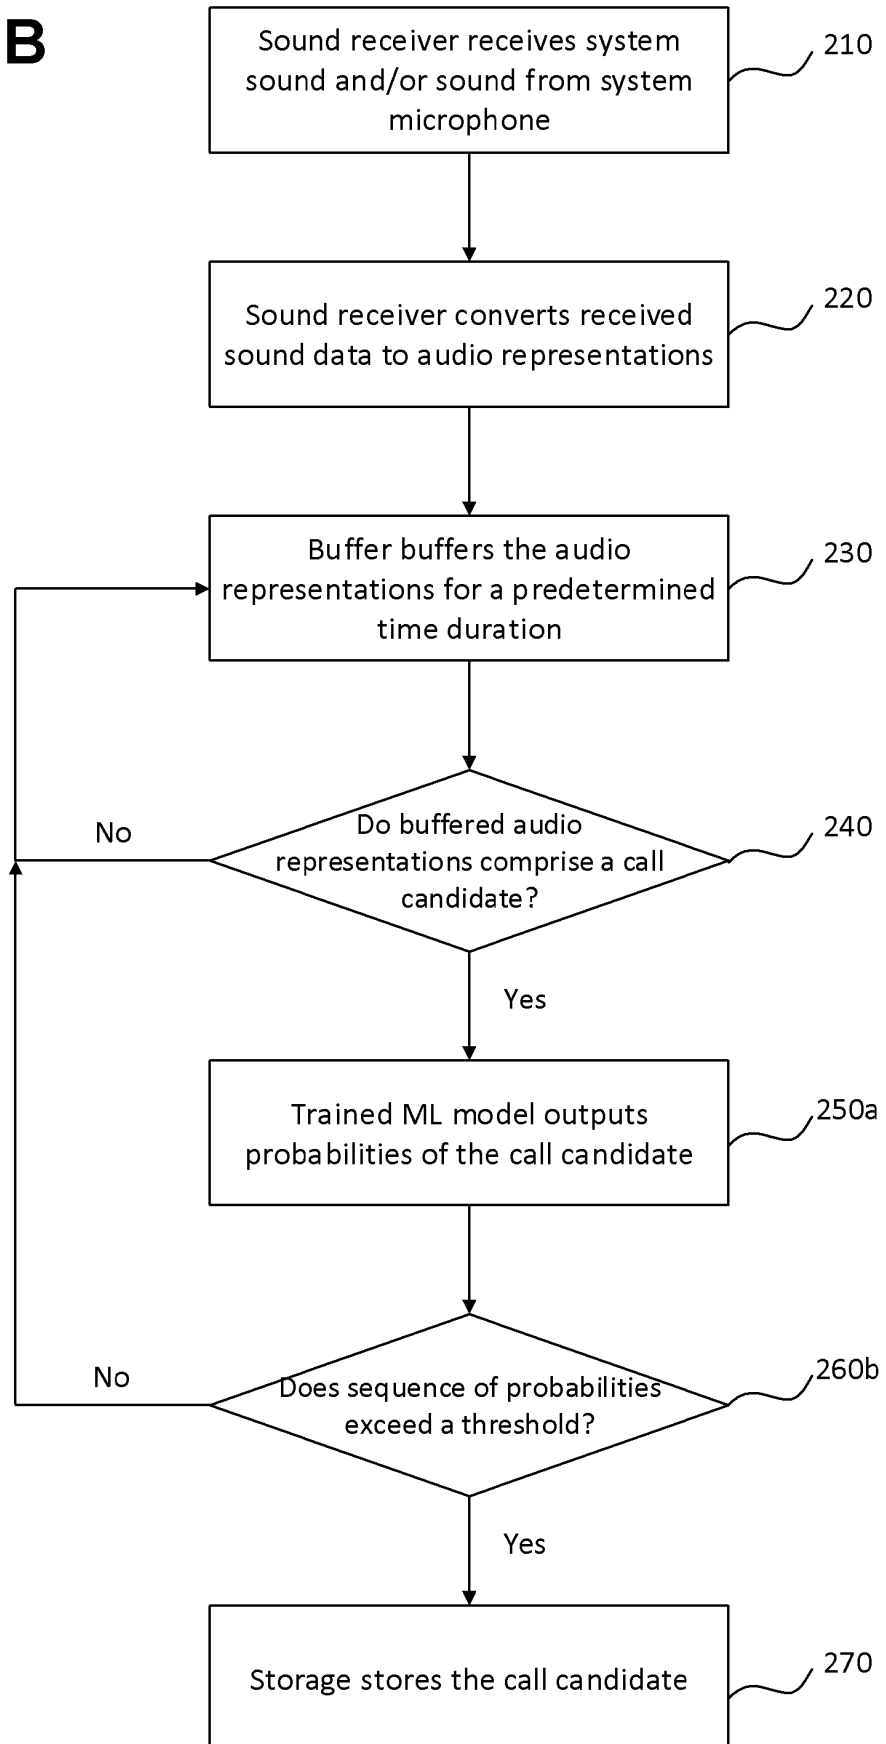 B
Sound receiver receives system
sound and/or sound from system
microphone
210
Sound receiver converts received
sound data to audio representations
220
Buffer buffers the audio
representations for a predetermined
time duration
230
Do buffered audio
representations comprise a call
candidate?
240
No
Yes
Trained ML model outputs
probabilities of the call candidate
250a
Does sequence of probabilities
exceed a threshold?
260b
No
Yes
Storage stores the call candidate
270